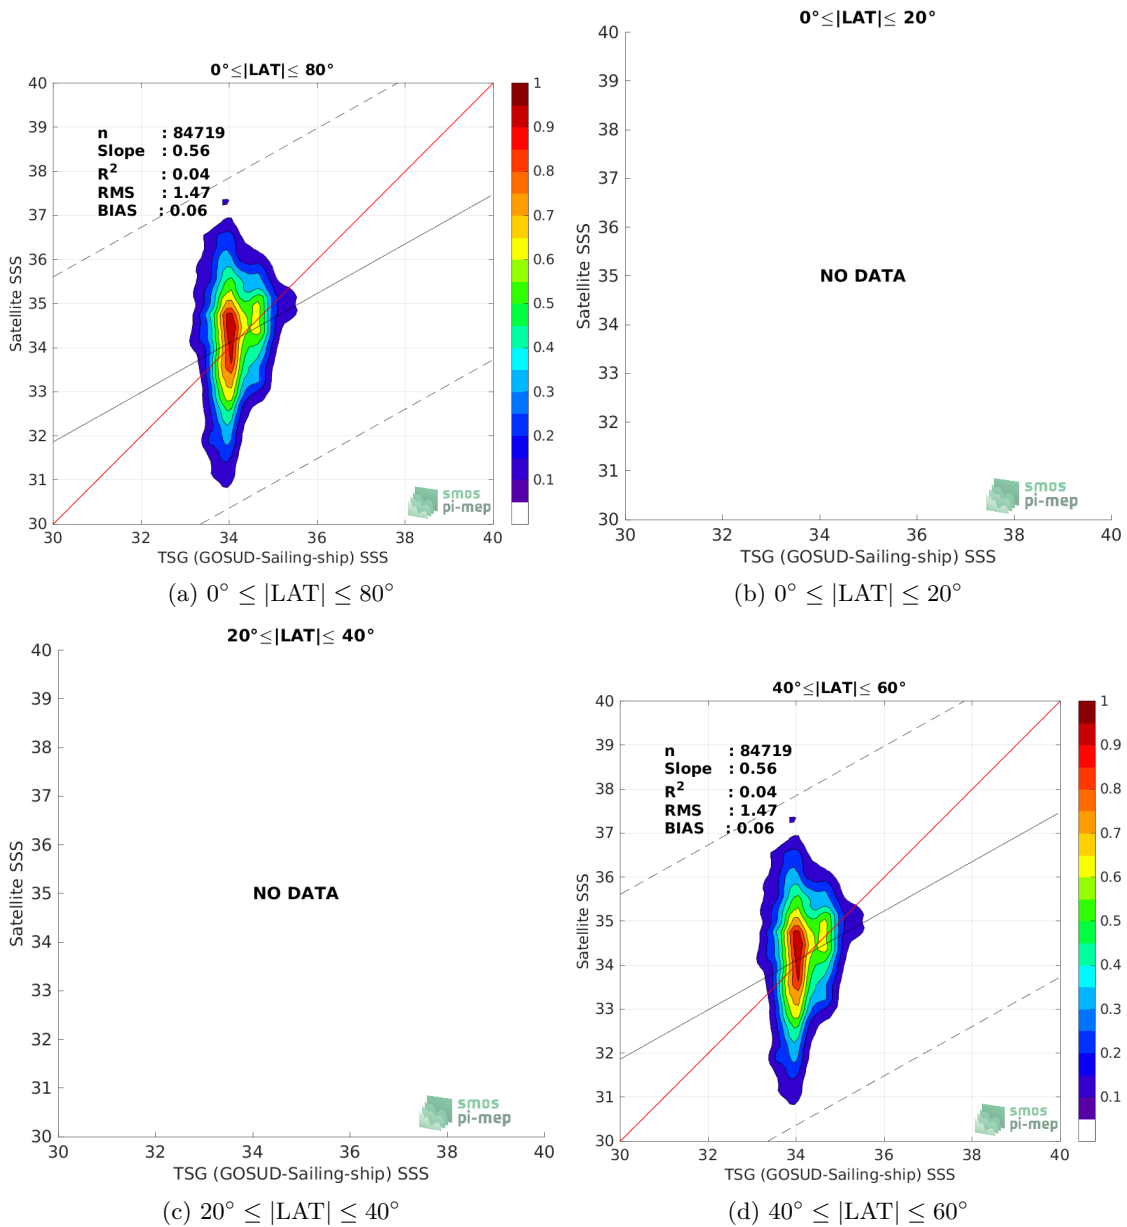 0°≤|LAT|≤ 80°
40
39
38
37
36
35
34
33
32
31
30
Satellite SSS
n : 84719
Slope : 0.56
R² : 0.04
RMS : 1.47
BIAS : 0.06
smos
pi-mep
30 32 34 36 38 40
TSG (GOSUD-Sailing-ship) SSS
1
0.9
0.8
0.7
0.6
0.5
0.4
0.3
0.2
0.1
(a) 0° ≤ |LAT| ≤ 80°
0°≤|LAT|≤ 20°
40
39
38
37
36
35
34
33
32
31
30
Satellite SSS
NO DATA
smos
pi-mep
30 32 34 36 38 40
TSG (GOSUD-Sailing-ship) SSS
(b) 0° ≤ |LAT| ≤ 20°
20°≤|LAT|≤ 40°
40
39
38
37
36
35
34
33
32
31
30
Satellite SSS
NO DATA
smos
pi-mep
30 32 34 36 38 40
TSG (GOSUD-Sailing-ship) SSS
(c) 20° ≤ |LAT| ≤ 40°
40°≤|LAT|≤ 60°
40
39
38
37
36
35
34
33
32
31
30
Satellite SSS
n : 84719
Slope : 0.56
R² : 0.04
RMS : 1.47
BIAS : 0.06
smos
pi-mep
30 32 34 36 38 40
TSG (GOSUD-Sailing-ship) SSS
1
0.9
0.8
0.7
0.6
0.5
0.4
0.3
0.2
0.1
(d) 40° ≤ |LAT| ≤ 60°